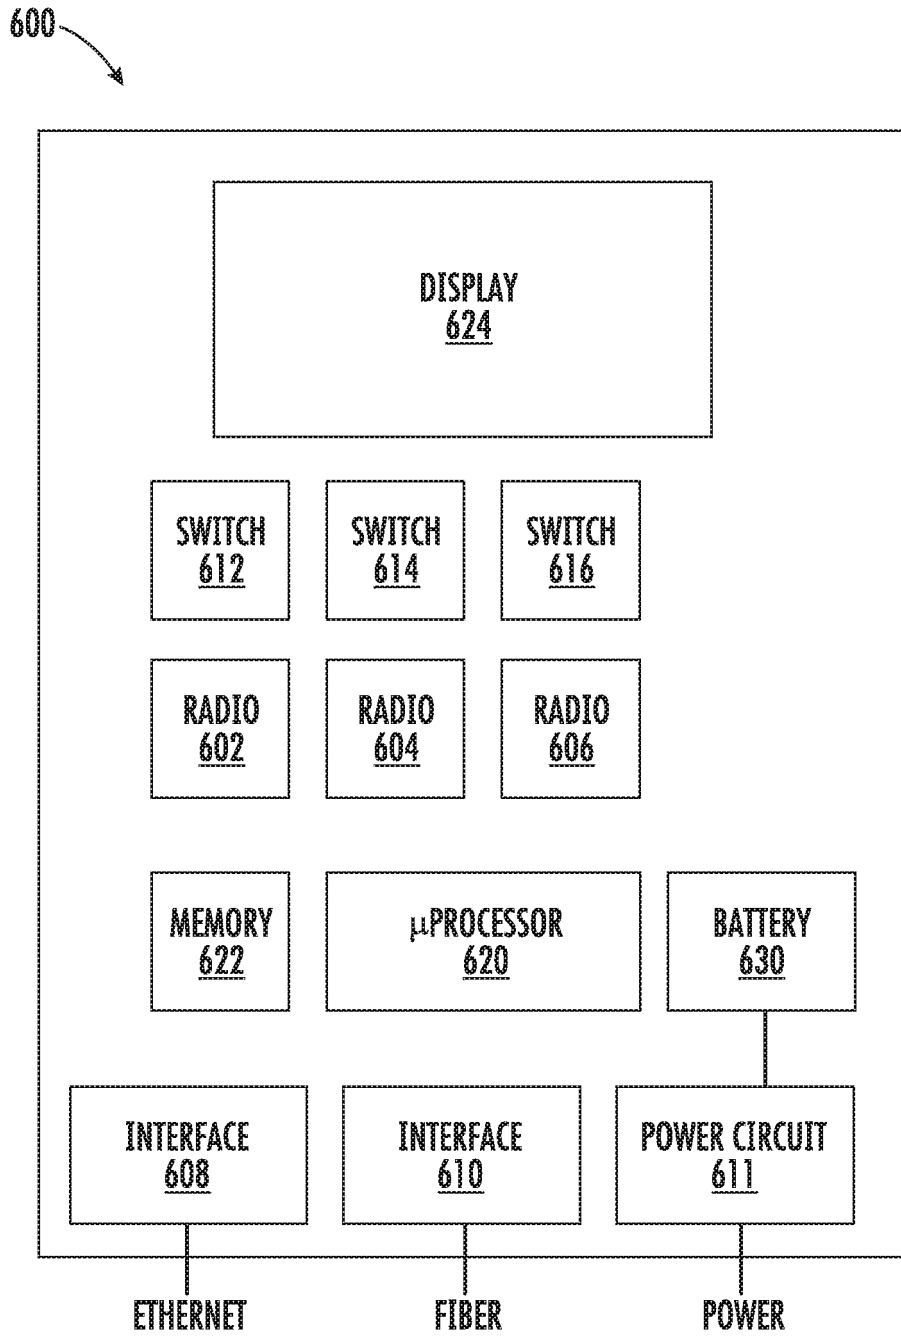 600
DISPLAY
624
SWITCH
612
SWITCH
614
SWITCH
616
RADIO
602
RADIO
604
RADIO
606
MEMORY
622
µPROCESSOR
620
BATTERY
630
INTERFACE
608
INTERFACE
610
POWER CIRCUIT
611
ETHERNET
FIBER
POWER